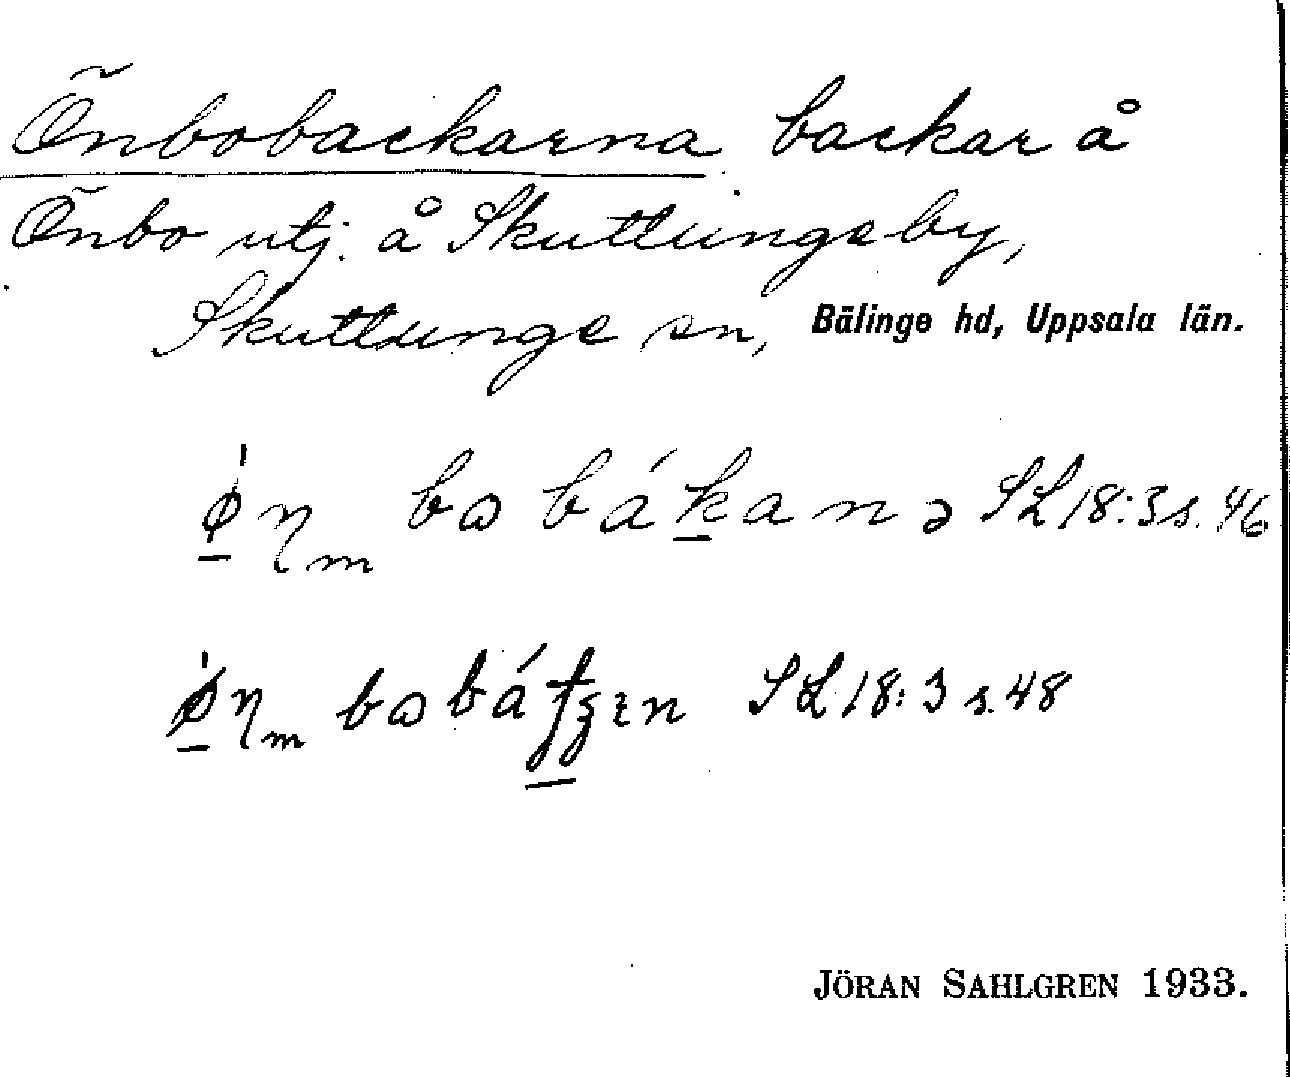 Önbobackarna backar å
Önbo utj. å Skuttungeby,
Skuttunge sn, Bälinge hd, Uppsala län.
SL 18:3 s. 46
SL 18:3 s. 48
JÖRAN SAHLGREN 1933.